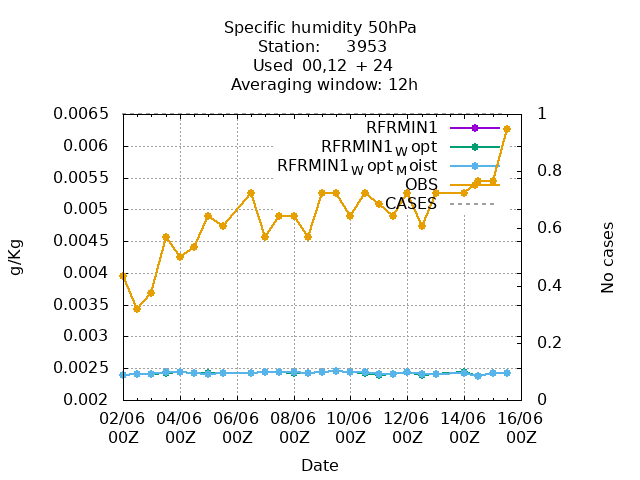 Specific humidity 50hPa
Station: 3953
Used 00,12 + 24
Averaging window: 12h
0.0065
0.006
0.0055
0.005
0.0045
0.004
0.0035
0.003
0.0025
0.002
1
0.8
0.6
0.4
0.2
0
RFRMIN1
RFRMIN1_W opt
RFRMIN1_W opt_M oist
OBS
CASES
g/Kg
No cases
02/06 04/06 06/06 08/06 10/06 12/06 14/06 16/06
00Z 00Z 00Z 00Z 00Z 00Z 00Z 00Z
Date